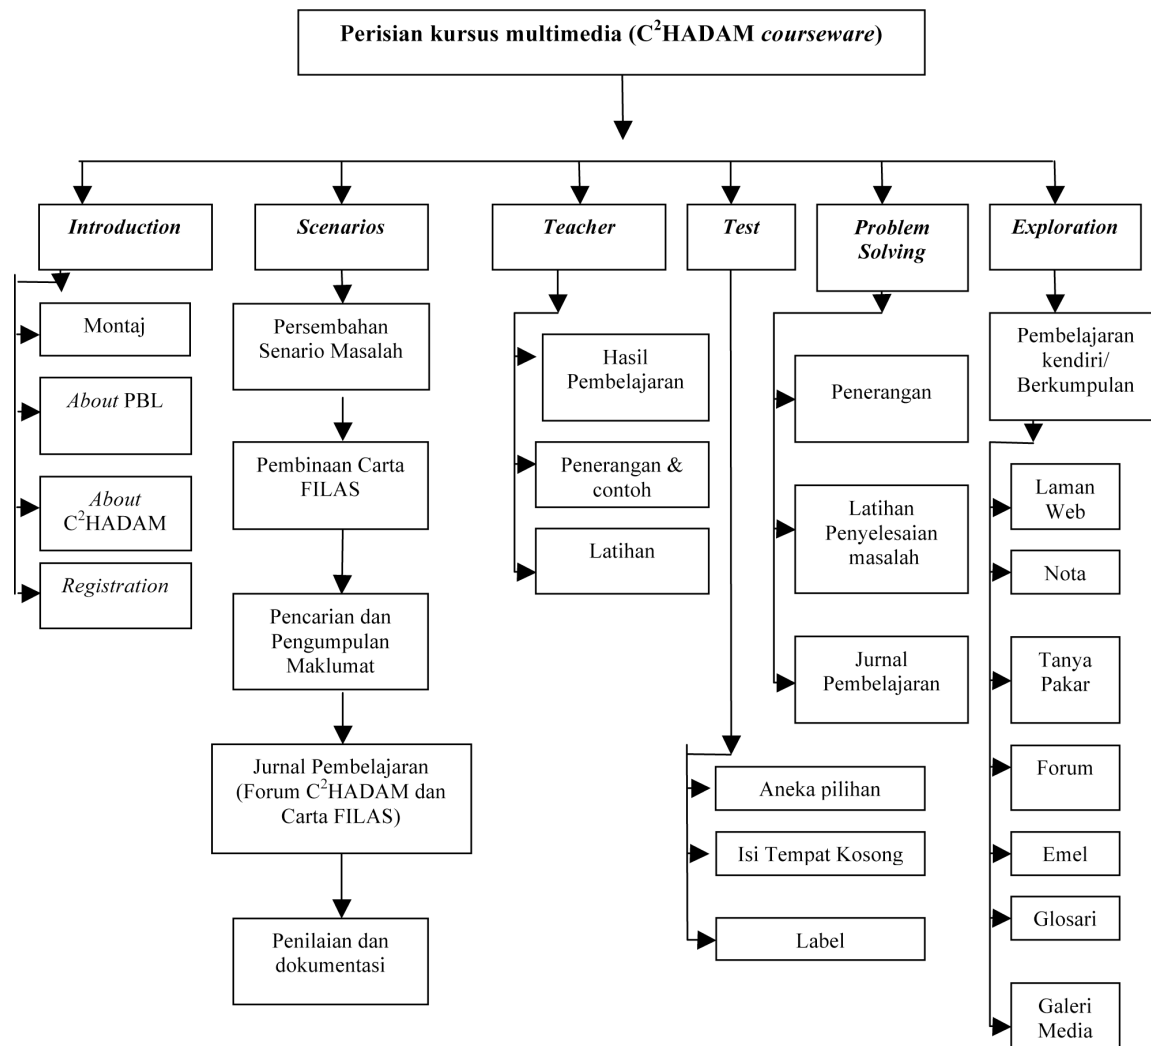 Perisian kursus multimedia (C²HADAM courseware)
Introduction
Scenarios
Teacher
Test
Problem
Solving
Exploration
Montaj
About PBL
About
C²HADAM
Registration
Persembahan
Senario Masalah
Pembinaan Carta
FILAS
Pencarian dan
Pengumpulan
Maklumat
Jurnal Pembelajaran
(Forum C²HADAM dan
Carta FILAS)
Penilaian dan
dokumentasi
Hasil
Pembelajaran
Penerangan &
contoh
Latihan
Aneka pilihan
Isi Tempat Kosong
Label
Penerangan
Latihan
Penyelesaian
masalah
Jurnal
Pembelajaran
Pembelajaran
kendiri/
Berkumpulan
Laman
Web
Nota
Tanya
Pakar
Forum
Emel
Glosari
Galeri
Media